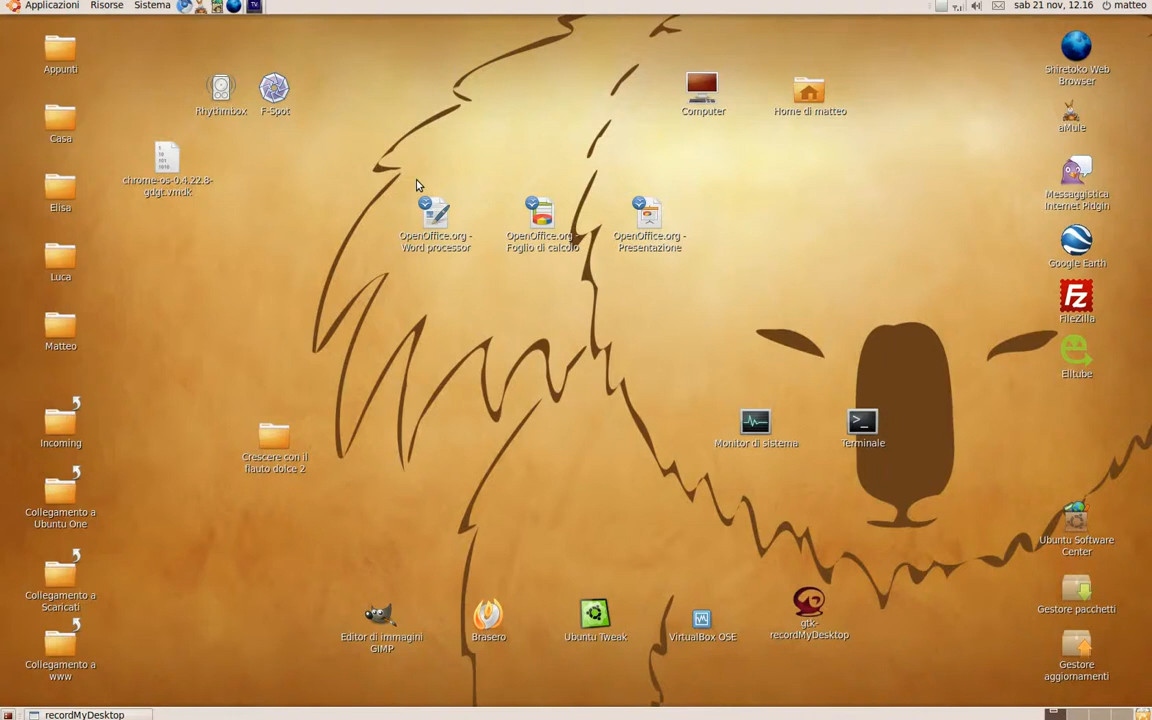 Applicazioni Risorse Sistema
sab 21 nov, 12.16 matteo
Appunti
Casa
Elisa
Luca
Matteo
Incoming
Collegamento a
Ubuntu One
Collegamento a
Scaricati
Collegamento a
www
Rhythmbox
F-Spot
chrome-os-0.4.22.8-
gdgt.vmdk
Computer
Home di matteo
OpenOffice.org -
Word processor
OpenOffice.org -
Foglio di calcolo
OpenOffice.org -
Presentazione
Crescere con il
flauto dolce 2
Monitor di sistema
Terminale
Editor di immagini
GIMP
Brasero
Ubuntu Tweak
VirtualBox OSE
gtk-
recordMyDesktop
Shiretoko Web
Browser
aMule
Messaggistica
Internet Pidgin
Google Earth
FileZilla
Elltube
Ubuntu Software
Center
Gestore pacchetti
Gestore
aggiornamenti
recordMyDesktop